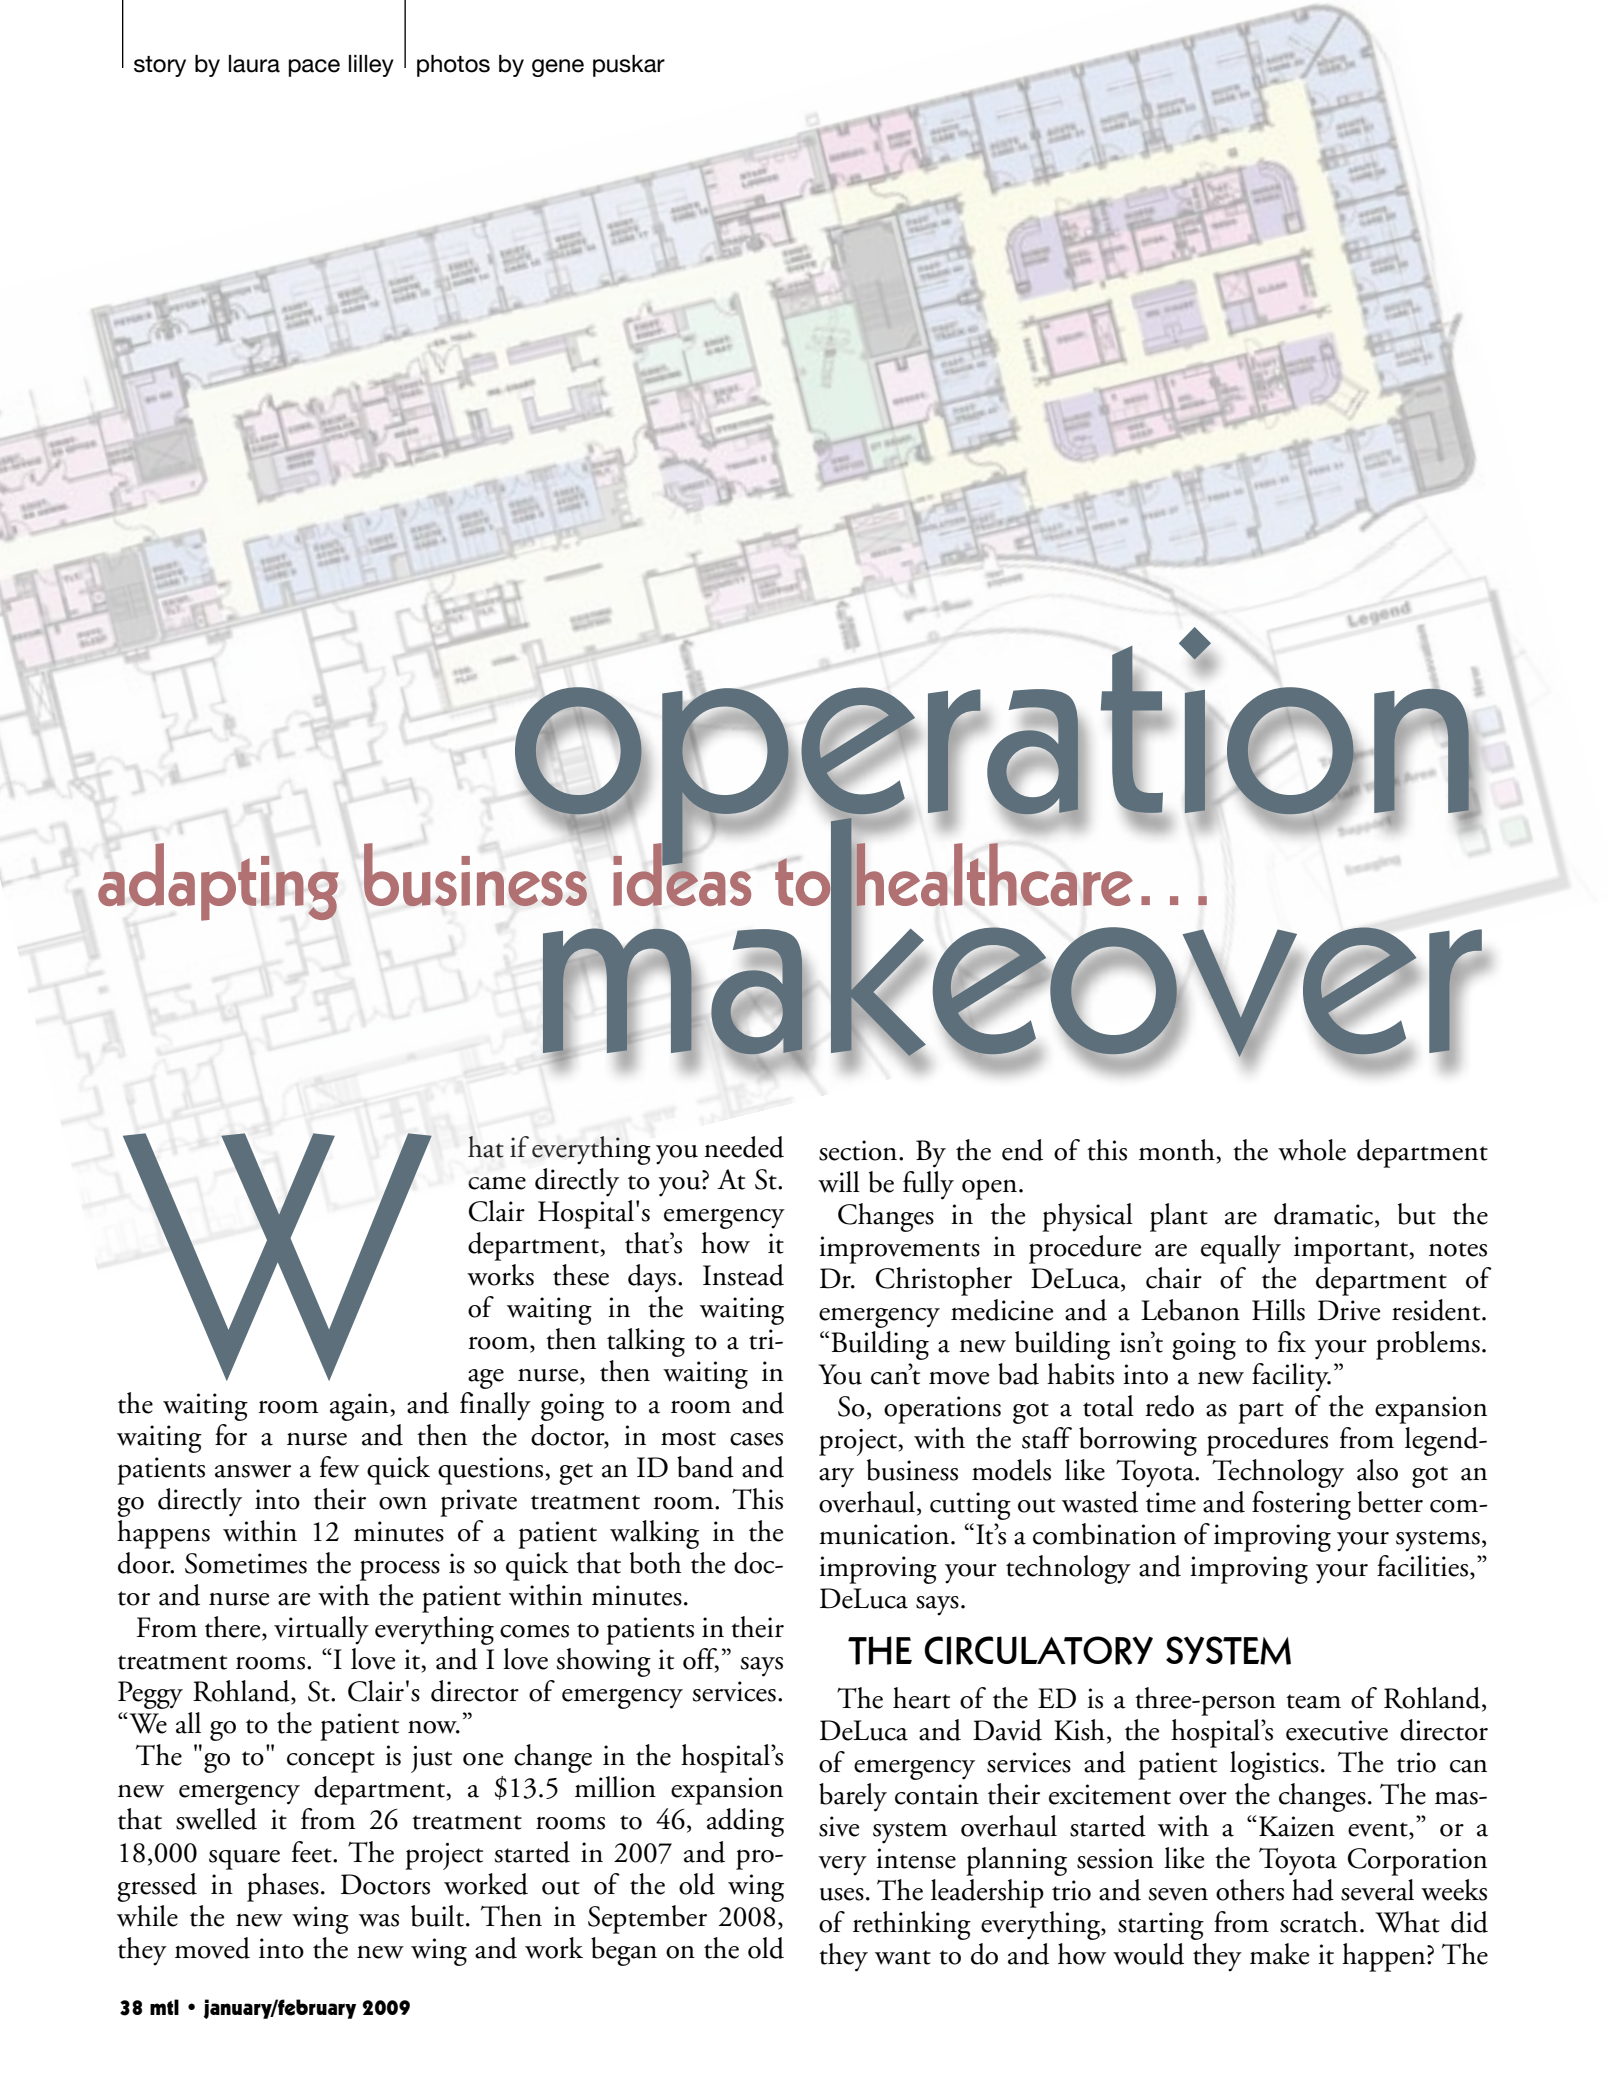 story by laura pace lilley
photos by gene puskar
Legend
Support
Imaging
operation
adapting business ideas to healthcare...
makeover
What if everything you needed
came directly to you? At St.
Clair Hospital's emergency
department, that’s how it
works these days. Instead
of waiting in the waiting
room, then talking to a tri-
age nurse, then waiting in
the waiting room again, and finally going to a room and
waiting for a nurse and then the doctor, in most cases
patients answer a few quick questions, get an ID band and
go directly into their own private treatment room. This
happens within 12 minutes of a patient walking in the
door. Sometimes the process is so quick that both the doc-
tor and nurse are with the patient within minutes.
From there, virtually everything comes to patients in their
treatment rooms. “I love it, and I love showing it off,” says
Peggy Rohland, St. Clair's director of emergency services.
“We all go to the patient now.”
The "go to" concept is just one change in the hospital’s
new emergency department, a $13.5 million expansion
that swelled it from 26 treatment rooms to 46, adding
18,000 square feet. The project started in 2007 and pro-
gressed in phases. Doctors worked out of the old wing
while the new wing was built. Then in September 2008,
they moved into the new wing and work began on the old
section. By the end of this month, the whole department
will be fully open.
Changes in the physical plant are dramatic, but the
improvements in procedure are equally important, notes
Dr. Christopher DeLuca, chair of the department of
emergency medicine and a Lebanon Hills Drive resident.
“Building a new building isn’t going to fix your problems.
You can’t move bad habits into a new facility.”
So, operations got a total redo as part of the expansion
project, with the staff borrowing procedures from legend-
ary business models like Toyota. Technology also got an
overhaul, cutting out wasted time and fostering better com-
munication. “It’s a combination of improving your systems,
improving your technology and improving your facilities,”
DeLuca says.
THE CIRCULATORY SYSTEM
The heart of the ED is a three-person team of Rohland,
DeLuca and David Kish, the hospital’s executive director
of emergency services and patient logistics. The trio can
barely contain their excitement over the changes. The mas-
sive system overhaul started with a “Kaizen event,” or a
very intense planning session like the Toyota Corporation
uses. The leadership trio and seven others had several weeks
of rethinking everything, starting from scratch. What did
they want to do and how would they make it happen? The
38 mtl • january/february 2009